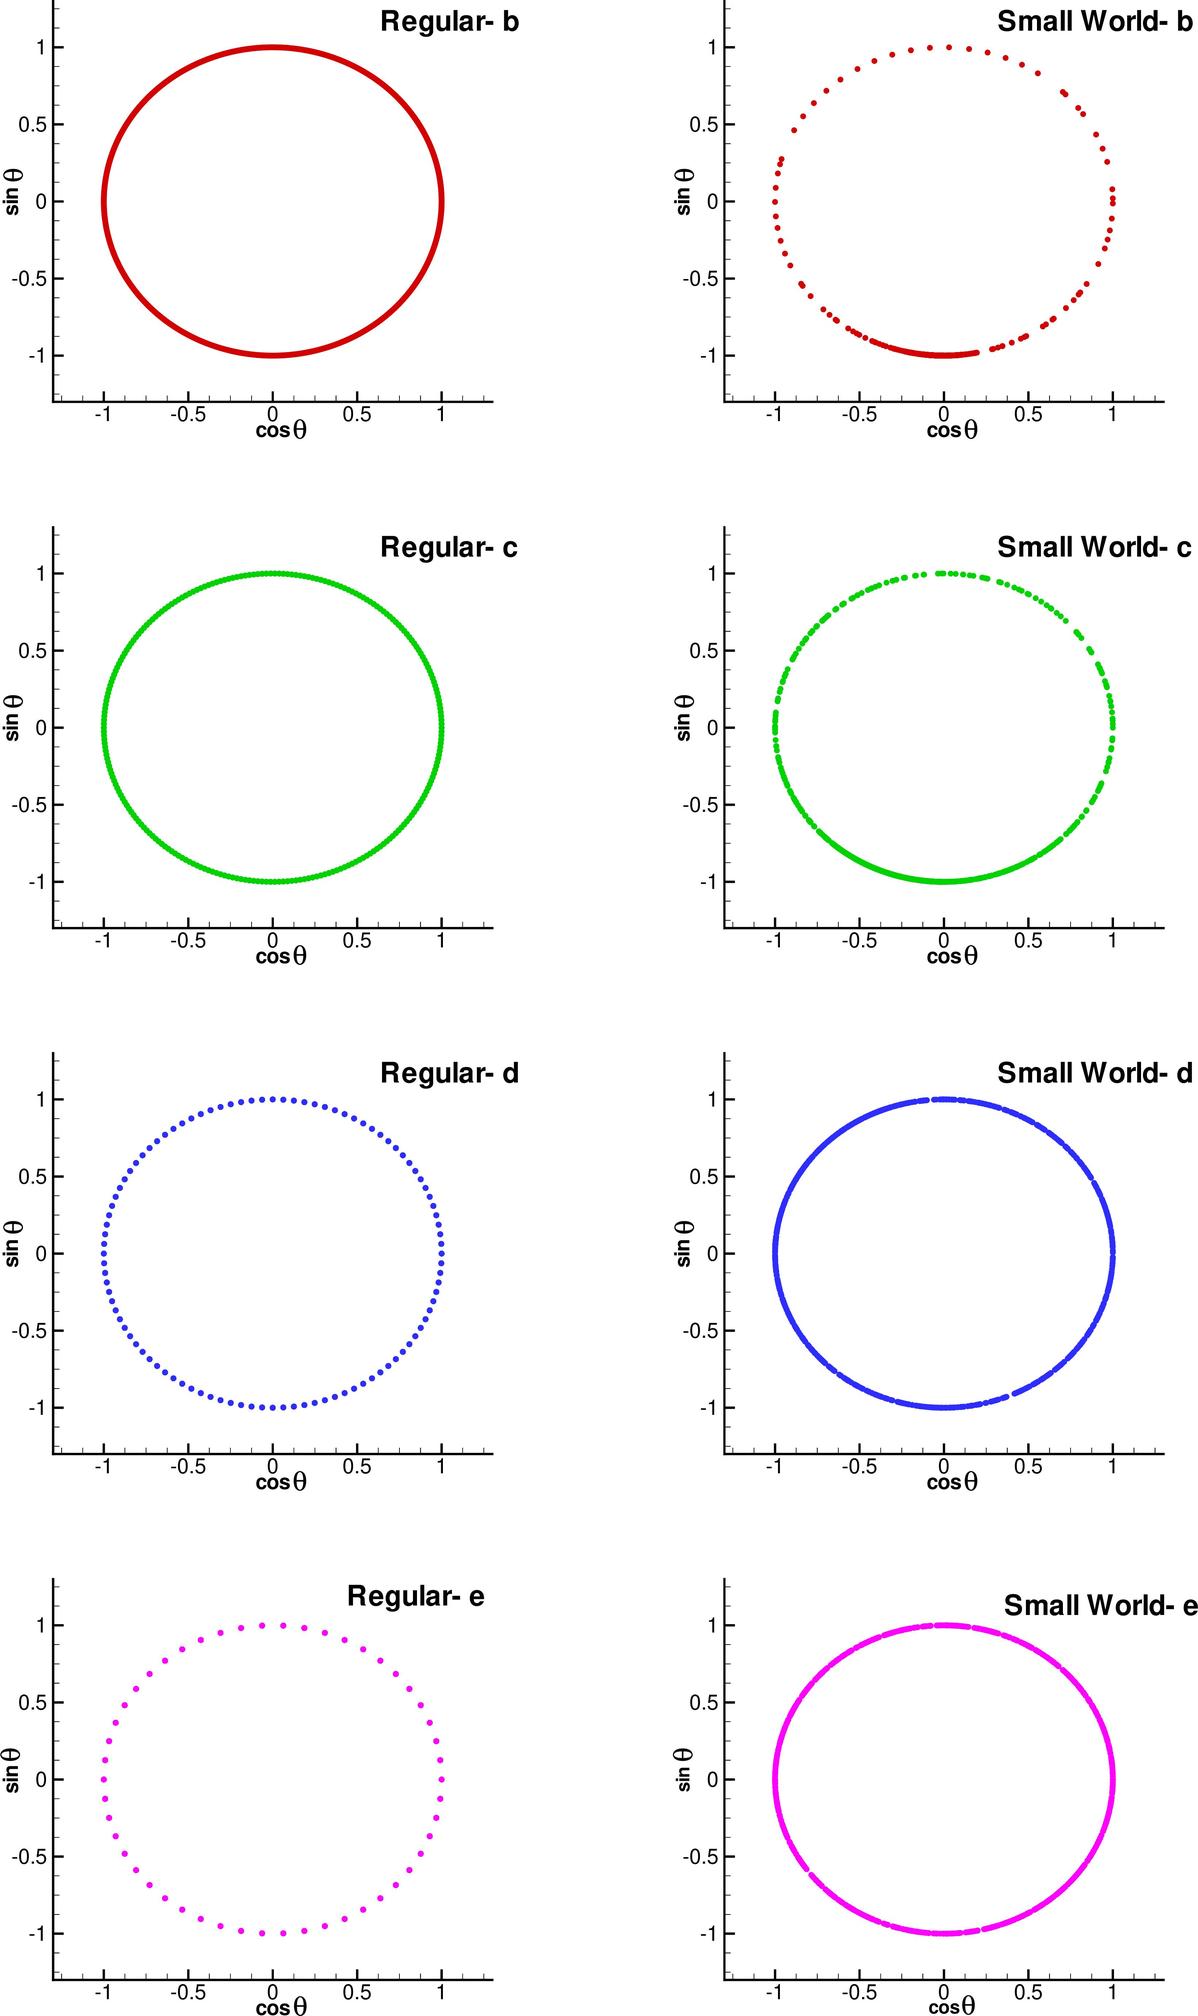 Regular- b
1
0.5
0
-0.5
-1
sin θ
-1 -0.5 0 0.5 1
cos θ
Small World- b
1
0.5
0
-0.5
-1
sin θ
-1 -0.5 0 0.5 1
cos θ
Regular- c
1
0.5
0
-0.5
-1
sin θ
-1 -0.5 0 0.5 1
cos θ
Small World- c
1
0.5
0
-0.5
-1
sin θ
-1 -0.5 0 0.5 1
cos θ
Regular- d
1
0.5
0
-0.5
-1
sin θ
-1 -0.5 0 0.5 1
cos θ
Small World- d
1
0.5
0
-0.5
-1
sin θ
-1 -0.5 0 0.5 1
cos θ
Regular- e
1
0.5
0
-0.5
-1
sin θ
-1 -0.5 0 0.5 1
cos θ
Small World- e
1
0.5
0
-0.5
-1
sin θ
-1 -0.5 0 0.5 1
cos θ